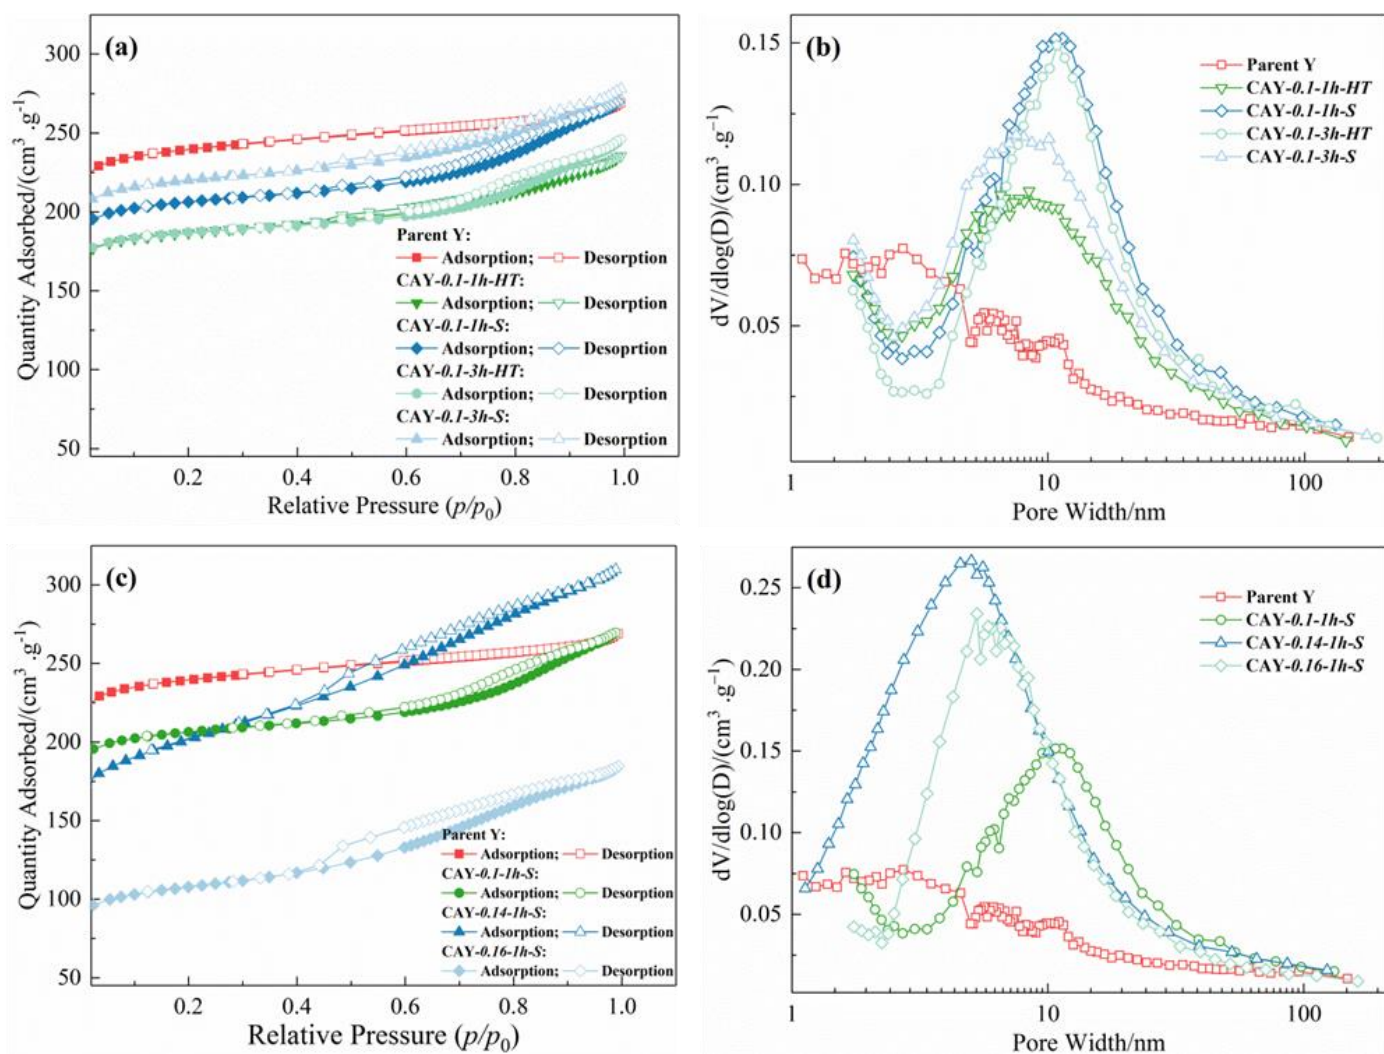 (a)
300
250
200
150
100
50
Quantity Adsorbed/(cm³ .g⁻¹)
Parent Y:
Adsorption; Desorption
CAY-0.1-1h-HT:
Adsorption; Desorption
CAY-0.1-1h-S:
Adsorption; Desoprtion
CAY-0.1-3h-HT:
Adsorption; Desorption
CAY-0.1-3h-S:
Adsorption; Desorption
0.2 0.4 0.6 0.8 1.0
Relative Pressure (p/p₀)
(b)
0.15
0.10
0.05
dV/dlog(D)/(cm³ .g⁻¹)
Parent Y
CAY-0.1-1h-HT
CAY-0.1-1h-S
CAY-0.1-3h-HT
CAY-0.1-3h-S
1 10 100
Pore Width/nm
(c)
300
250
200
150
100
50
Quantity Adsorbed/(cm³ .g⁻¹)
Parent Y:
Adsorption; Desorption
CAY-0.1-1h-S:
Adsorption; Desorption
CAY-0.14-1h-S:
Adsorption; Desorption
CAY-0.16-1h-S:
Adsorption; Desorption
0.2 0.4 0.6 0.8 1.0
Relative Pressure (p/p₀)
(d)
0.25
0.20
0.15
0.10
0.05
dV/dlog(D)/(cm³ .g⁻¹)
Parent Y
CAY-0.1-1h-S
CAY-0.14-1h-S
CAY-0.16-1h-S
1 10 100
Pore Width/nm